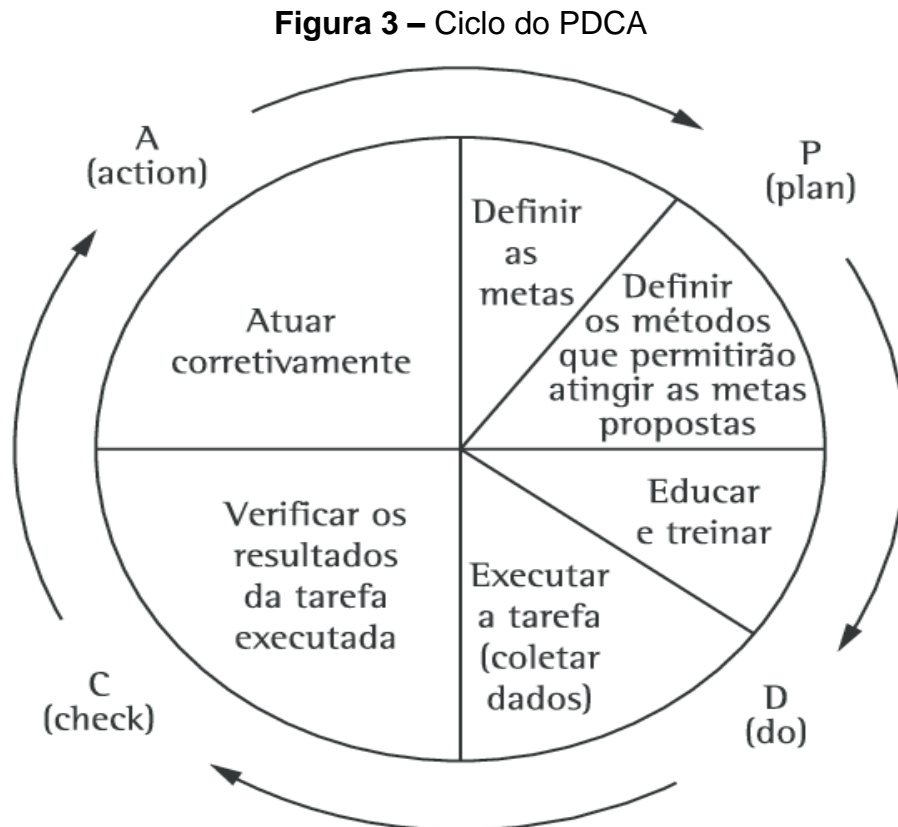 Figura 3 – Ciclo do PDCA
A
(action)
P
(plan)
Definir
as
metas
Definir
os métodos
que permitirão
atingir as metas
propostas
Atuar
corretivamente
Educar
e treinar
Verificar os
resultados
da tarefa
executada
Executar
a tarefa
(coletar
dados)
C
(check)
D
(do)